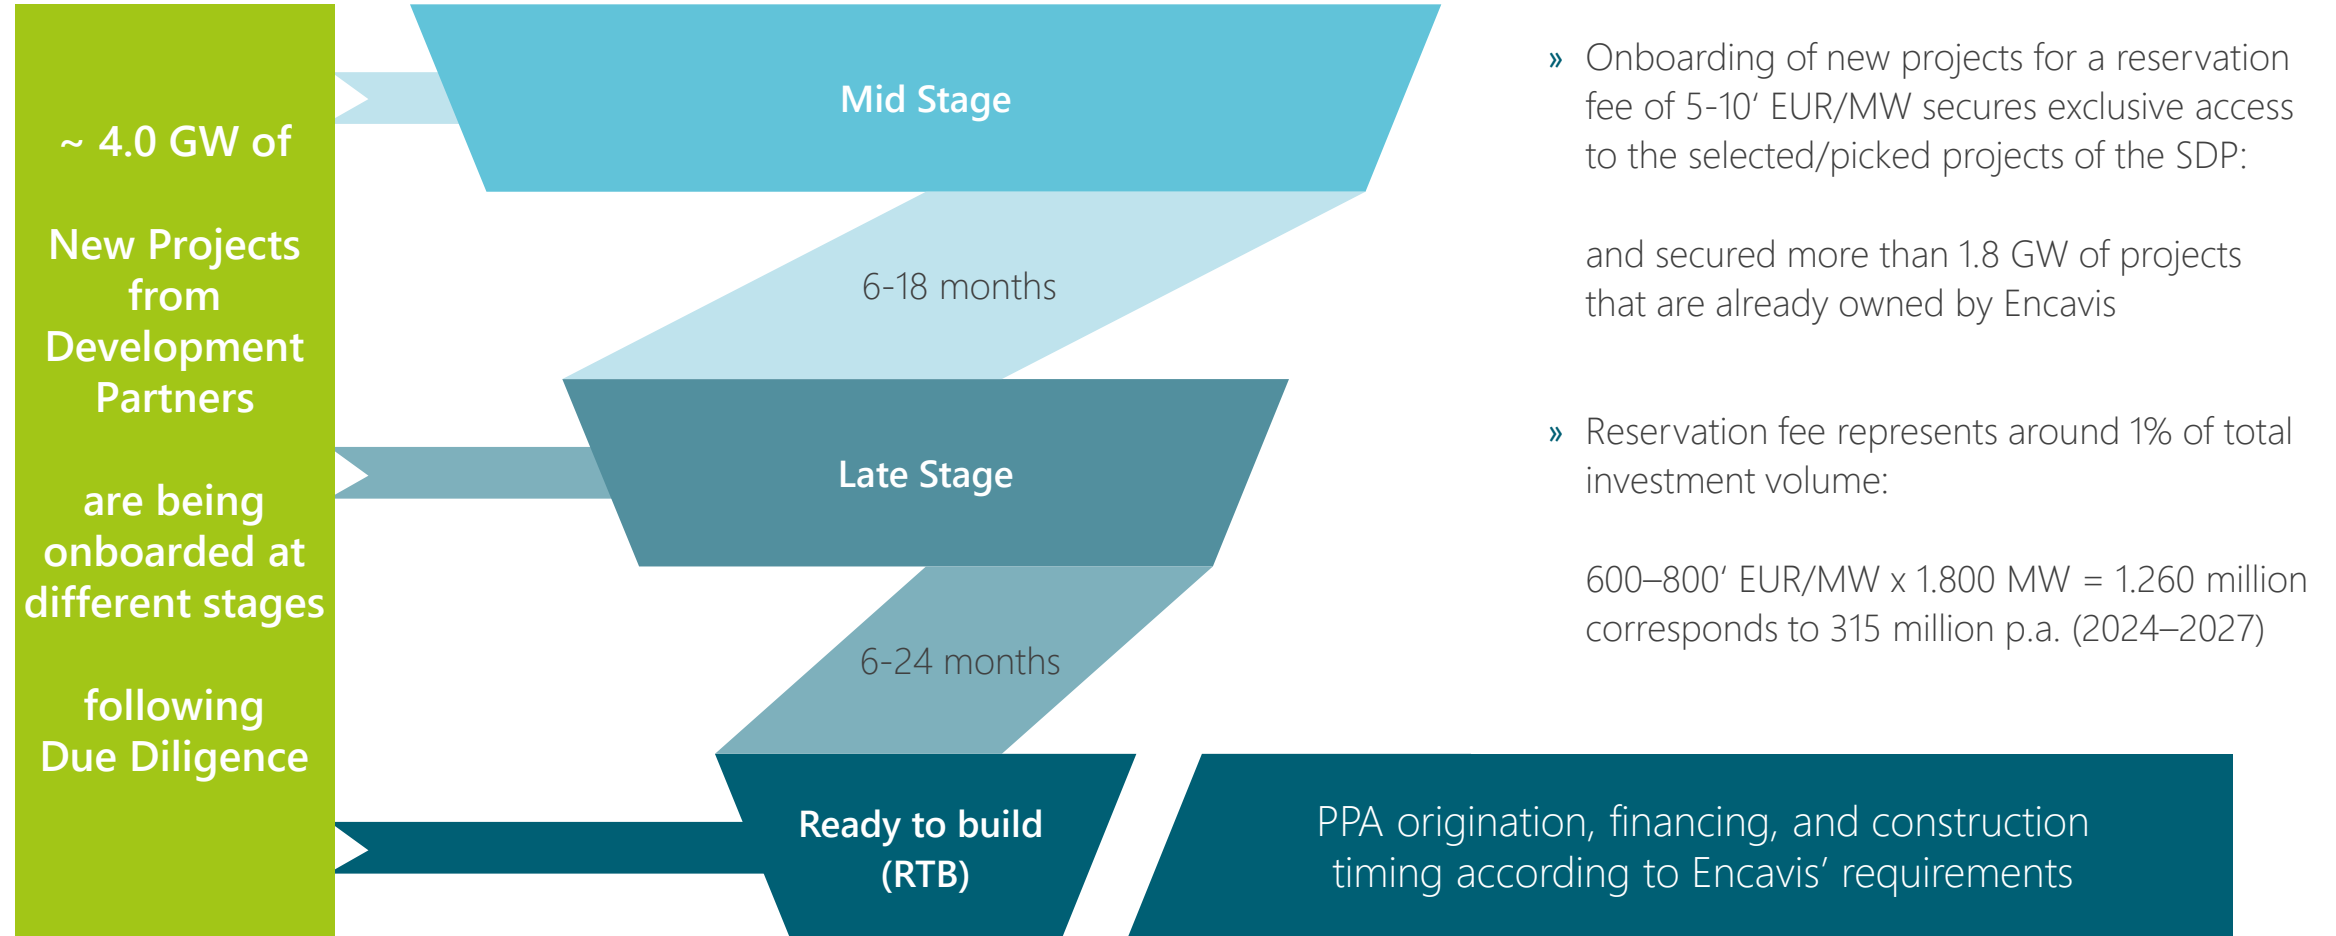 ~ 4.0 GW of
New Projects
from
Development
Partners
are being
onboarded at
different stages
following
Due Diligence
Mid Stage
6-18 months
Late Stage
6-24 months
Ready to build
(RTB)
» Onboarding of new projects for a reservation
fee of 5-10‘ EUR/MW secures exclusive access
to the selected/picked projects of the SDP:
and secured more than 1.8 GW of projects
that are already owned by Encavis
» Reservation fee represents around 1% of total
investment volume:
600–800‘ EUR/MW x 1.800 MW = 1.260 million
corresponds to 315 million p.a. (2024–2027)
PPA origination, financing, and construction
timing according to Encavis’ requirements